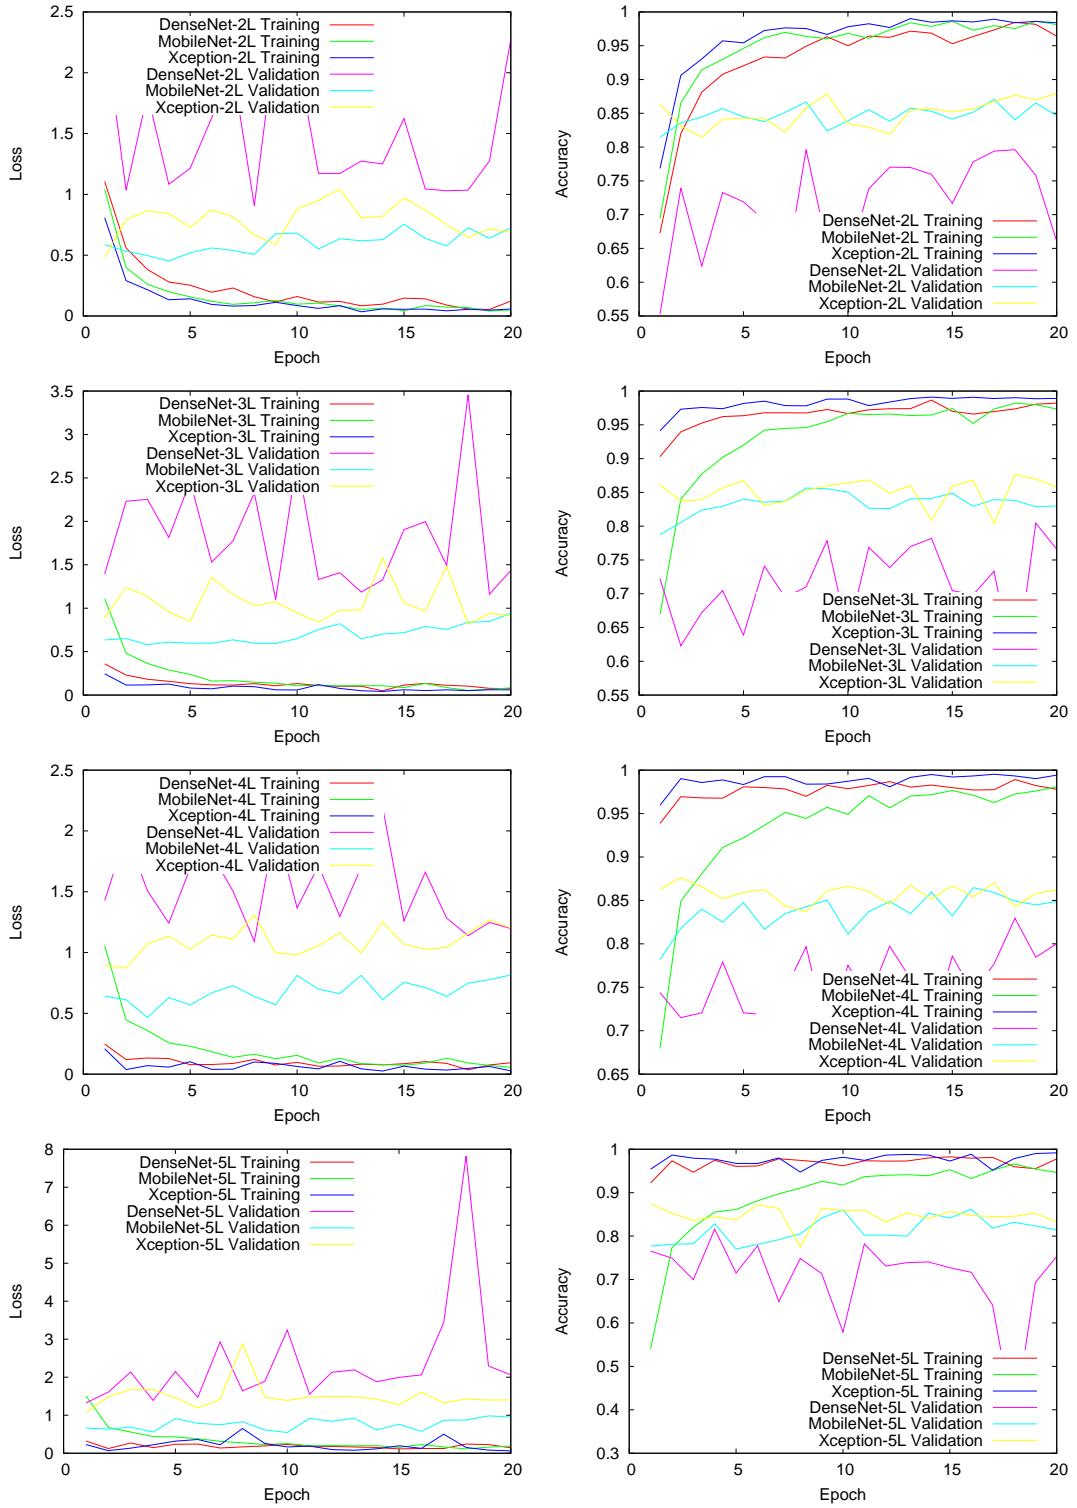 2.5
2
1.5
1
0.5
0
0
5
10
15
20
Loss
Epoch
DenseNet-2L Training
MobileNet-2L Training
Xception-2L Training
DenseNet-2L Validation
MobileNet-2L Validation
Xception-2L Validation
1
0.95
0.9
0.85
0.8
0.75
0.7
0.65
0.6
0.55
0
5
10
15
20
Accuracy
Epoch
DenseNet-2L Training
MobileNet-2L Training
Xception-2L Training
DenseNet-2L Validation
MobileNet-2L Validation
Xception-2L Validation
3.5
3
2.5
2
1.5
1
0.5
0
0
5
10
15
20
Loss
Epoch
DenseNet-3L Training
MobileNet-3L Training
Xception-3L Training
DenseNet-3L Validation
MobileNet-3L Validation
Xception-3L Validation
1
0.95
0.9
0.85
0.8
0.75
0.7
0.65
0.6
0.55
0
5
10
15
20
Accuracy
Epoch
DenseNet-3L Training
MobileNet-3L Training
Xception-3L Training
DenseNet-3L Validation
MobileNet-3L Validation
Xception-3L Validation
2.5
2
1.5
1
0.5
0
0
5
10
15
20
Loss
Epoch
DenseNet-4L Training
MobileNet-4L Training
Xception-4L Training
DenseNet-4L Validation
MobileNet-4L Validation
Xception-4L Validation
1
0.95
0.9
0.85
0.8
0.75
0.7
0.65
0
5
10
15
20
Accuracy
Epoch
DenseNet-4L Training
MobileNet-4L Training
Xception-4L Training
DenseNet-4L Validation
MobileNet-4L Validation
Xception-4L Validation
8
7
6
5
4
3
2
1
0
0
5
10
15
20
Loss
Epoch
DenseNet-5L Training
MobileNet-5L Training
Xception-5L Training
DenseNet-5L Validation
MobileNet-5L Validation
Xception-5L Validation
1
0.9
0.8
0.7
0.6
0.5
0.4
0.3
0
5
10
15
20
Accuracy
Epoch
DenseNet-5L Training
MobileNet-5L Training
Xception-5L Training
DenseNet-5L Validation
MobileNet-5L Validation
Xception-5L Validation